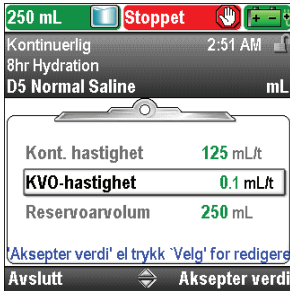 250 mL Stoppet
Kontinuerlig 2:51 AM
8hr Hydration
D5 Normal Saline mL
Kont. hastighet 125 mL/t
KVO-hastighet 0.1 mL/t
Reservoarvolum 250 mL
'Aksepter verdi' el trykk `Velg' for redigere
Avslutt Aksepter verdi